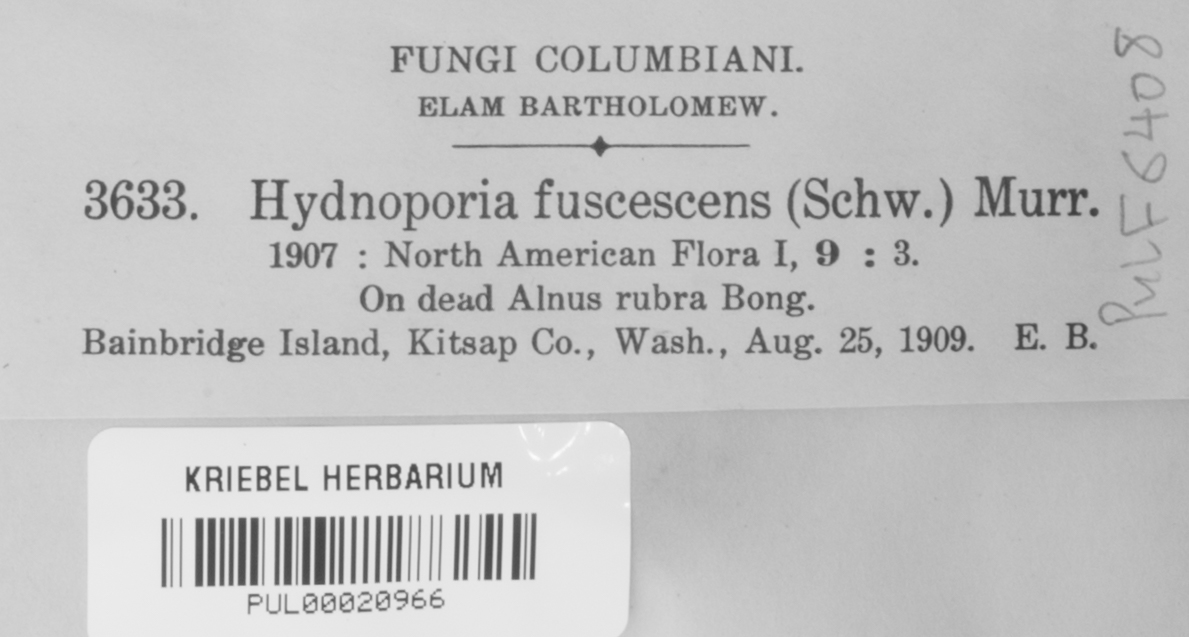 FUNGI COLUMBIANI.
ELAM BARTHOLOMEW.
3633. Hydnoporia fuscescens (Schw.) Murr.
1907 : North American Flora I, 9 : 3.
On dead Alnus rubra Bong.
Bainbridge Island, Kitsap Co., Wash., Aug. 25, 1909. E. B.
PULF6408
KRIEBEL HERBARIUM
PUL00020966